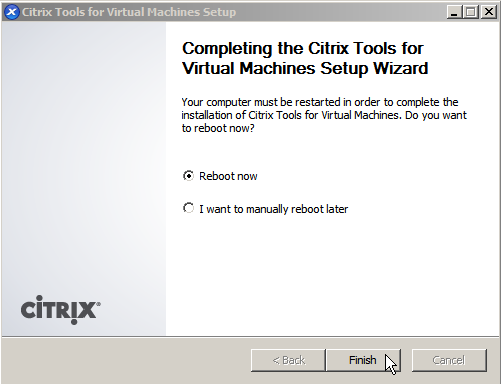 Citrix Tools for Virtual Machines Setup
Completing the Citrix Tools for
Virtual Machines Setup Wizard
Your computer must be restarted in order to complete the
installation of Citrix Tools for Virtual Machines. Do you want
to reboot now?
Reboot now
I want to manually reboot later
CITRIX®
< Back
Finish
Cancel